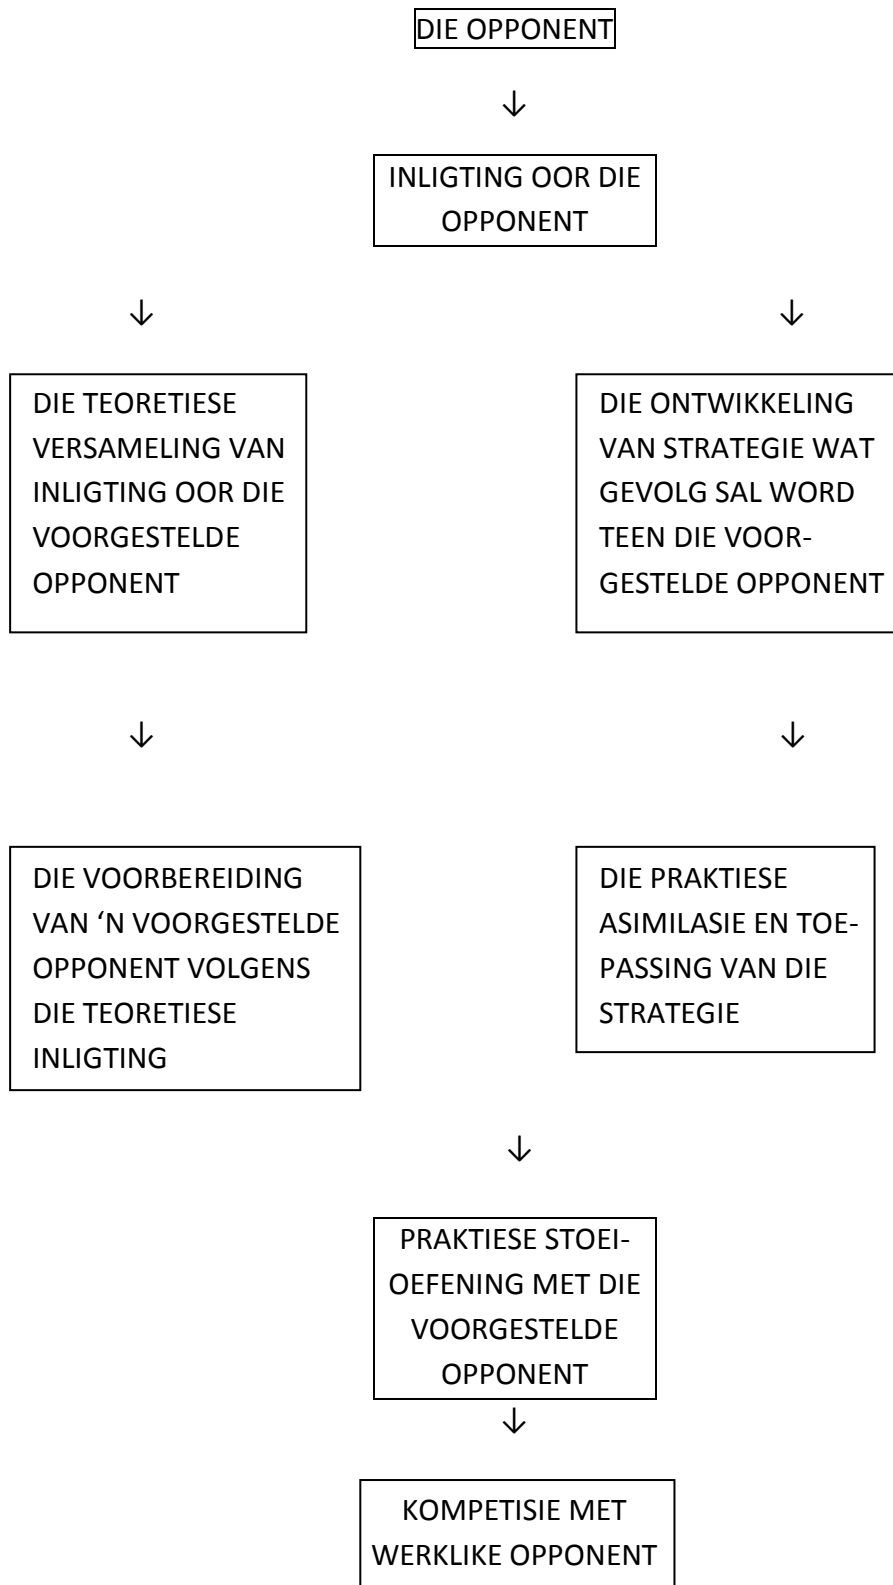 DIE OPPONENT
↓
INLIGTING OOR DIE
OPPONENT
↓
↓
DIE TEORETIESE
VERSAMELING VAN
INLIGTING OOR DIE
VOORGESTELDE
OPPONENT
DIE ONTWIKKELING
VAN STRATEGIE WAT
GEVOLG SAL WORD
TEEN DIE VOOR-
GESTELDE OPPONENT
↓
↓
DIE VOORBEREIDING
VAN ‘N VOORGESTELDE
OPPONENT VOLGENS
DIE TEORETIESE
INLIGTING
DIE PRAKTIESE
ASIMILASIE EN TOE-
PASSING VAN DIE
STRATEGIE
↓
PRAKTIESE STOEI-
OEFENING MET DIE
VOORGESTELDE
OPPONENT
↓
KOMPETISIE MET
WERKLIKE OPPONENT